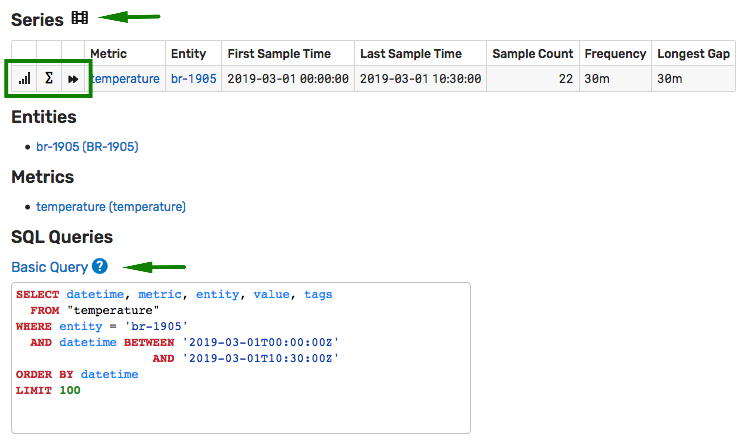 Series
Metric Entity First Sample Time Last Sample Time Sample Count Frequency Longest Gap
Σ temperature br-1905 2019-03-01 00:00:00 2019-03-01 10:30:00 22 30m 30m
Entities
br-1905 (BR-1905)
Metrics
temperature (temperature)
SQL Queries
Basic Query ?
SELECT datetime, metric, entity, value, tags
FROM "temperature"
WHERE entity = 'br-1905'
AND datetime BETWEEN '2019-03-01T00:00:00Z'
AND '2019-03-01T10:30:00Z'
ORDER BY datetime
LIMIT 100